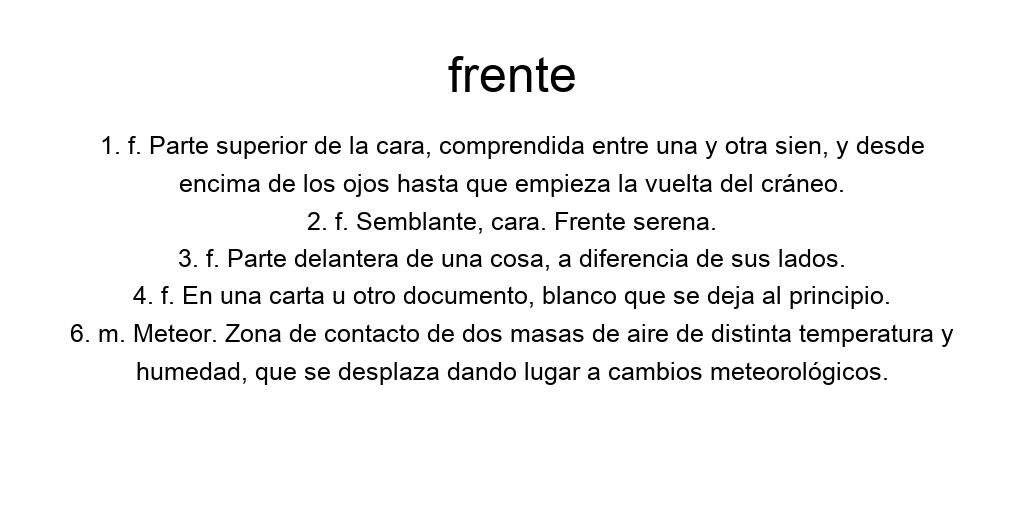 frente
1. f. Parte superior de la cara, comprendida entre una y otra sien, y desde
encima de los ojos hasta que empieza la vuelta del cráneo.
2. f. Semblante, cara. Frente serena.
3. f. Parte delantera de una cosa, a diferencia de sus lados.
4. f. En una carta u otro documento, blanco que se deja al principio.
6. m. Meteor. Zona de contacto de dos masas de aire de distinta temperatura y
humedad, que se desplaza dando lugar a cambios meteorológicos.